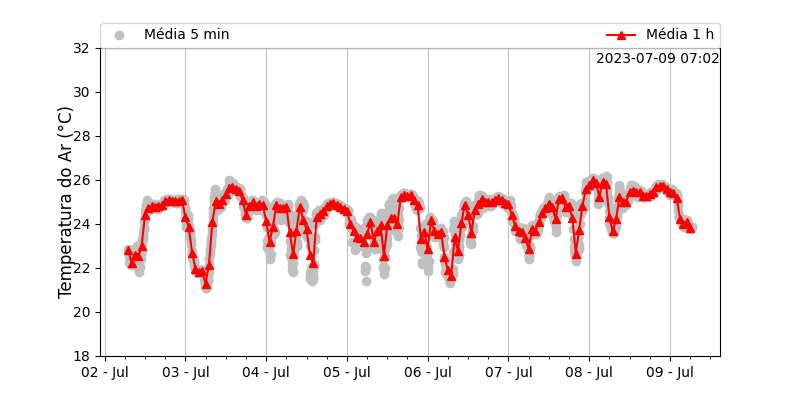 Média 5 min
Média 1 h
2023-07-09 07:02
Temperatura do Ar (°C)
32
30
28
26
24
22
20
18
02 - Jul
03 - Jul
04 - Jul
05 - Jul
06 - Jul
07 - Jul
08 - Jul
09 - Jul